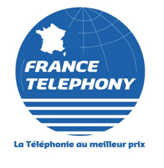 FRANCE
TELEPHONY
La Téléphonie au meilleur prix